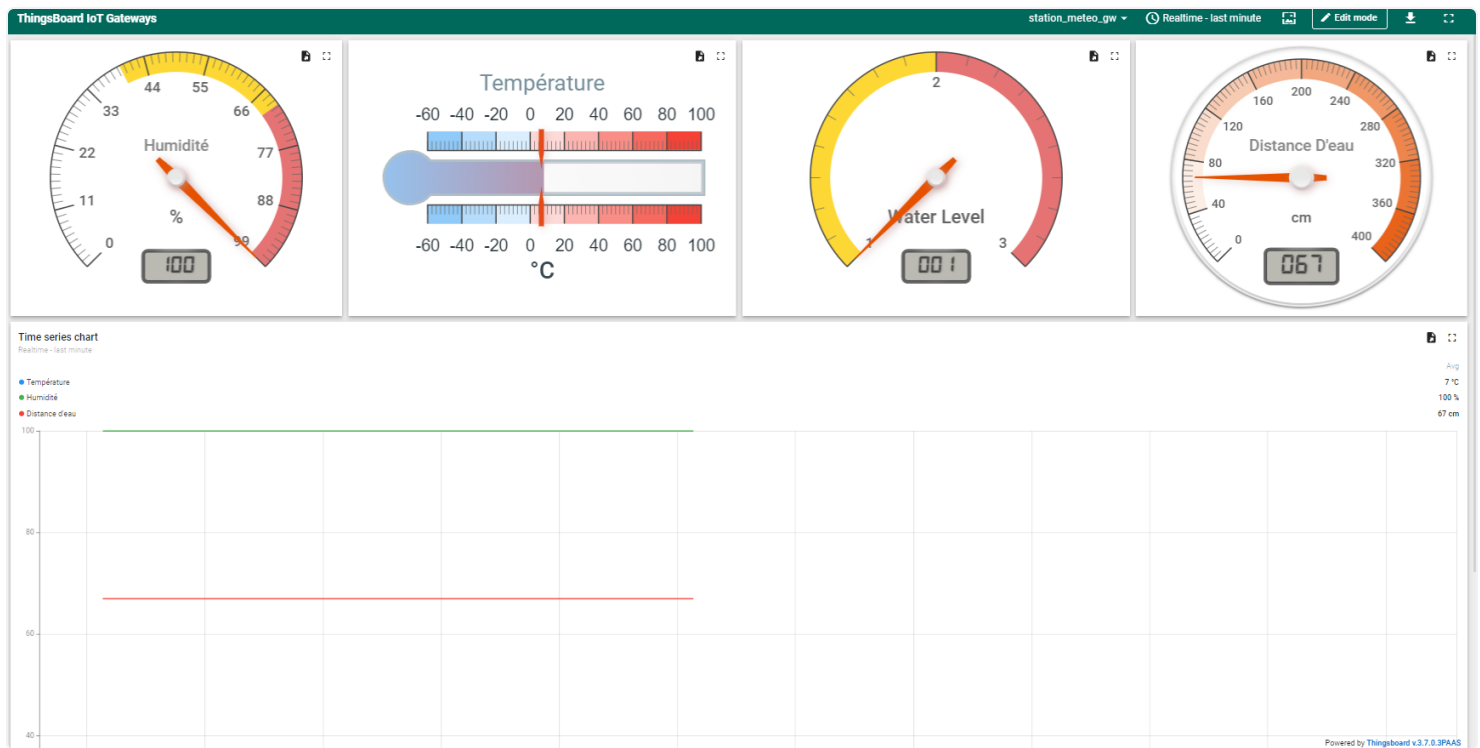 ThingsBoard IoT Gateways
station_meteo_gw
Realtime - last minute
Edit mode
0
11
22
33
44
55
66
77
88
99
Humidité
%
100
Température
-60 -40 -20 0 20 40 60 80 100
-60 -40 -20 0 20 40 60 80 100
°C
1
2
3
Water Level
001
0
40
80
120
160
200
240
280
320
360
400
Distance D'eau
cm
067
Time series chart
Realtime - last minute
Avg
Température 7 °C
Humidité 100 %
Distance d'eau 67 cm
100
80
60
40
Powered by Thingsboard v.3.7.0.3PAAS